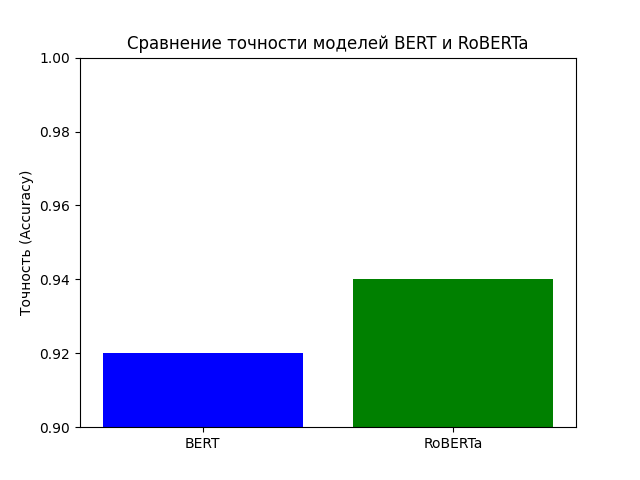 Сравнение точности моделей BERT и RoBERTa
1.00
0.98
0.96
0.94
0.92
0.90
Точность (Accuracy)
BERT
RoBERTa